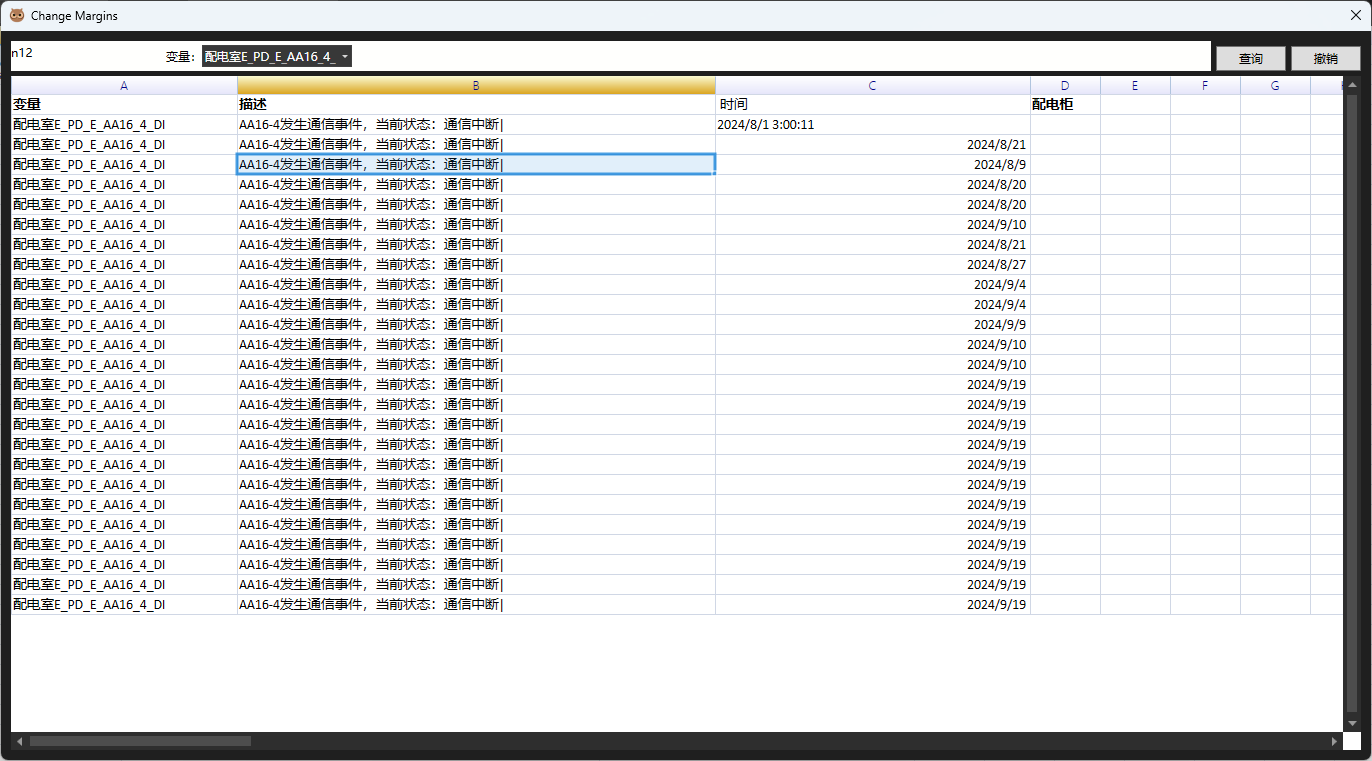 Change Margins
n12 变量: 配电室E_PD_E_AA16_4_ 查询 撤销
A B C D E F G
变量 描述 时间 配电柜
配电室E_PD_E_AA16_4_DI AA16-4发生通信事件，当前状态：通信中断| 2024/8/1 3:00:11
配电室E_PD_E_AA16_4_DI AA16-4发生通信事件，当前状态：通信中断| 2024/8/21
配电室E_PD_E_AA16_4_DI AA16-4发生通信事件，当前状态：通信中断| 2024/8/9
配电室E_PD_E_AA16_4_DI AA16-4发生通信事件，当前状态：通信中断| 2024/8/20
配电室E_PD_E_AA16_4_DI AA16-4发生通信事件，当前状态：通信中断| 2024/8/20
配电室E_PD_E_AA16_4_DI AA16-4发生通信事件，当前状态：通信中断| 2024/9/10
配电室E_PD_E_AA16_4_DI AA16-4发生通信事件，当前状态：通信中断| 2024/8/21
配电室E_PD_E_AA16_4_DI AA16-4发生通信事件，当前状态：通信中断| 2024/8/27
配电室E_PD_E_AA16_4_DI AA16-4发生通信事件，当前状态：通信中断| 2024/9/4
配电室E_PD_E_AA16_4_DI AA16-4发生通信事件，当前状态：通信中断| 2024/9/4
配电室E_PD_E_AA16_4_DI AA16-4发生通信事件，当前状态：通信中断| 2024/9/9
配电室E_PD_E_AA16_4_DI AA16-4发生通信事件，当前状态：通信中断| 2024/9/10
配电室E_PD_E_AA16_4_DI AA16-4发生通信事件，当前状态：通信中断| 2024/9/10
配电室E_PD_E_AA16_4_DI AA16-4发生通信事件，当前状态：通信中断| 2024/9/19
配电室E_PD_E_AA16_4_DI AA16-4发生通信事件，当前状态：通信中断| 2024/9/19
配电室E_PD_E_AA16_4_DI AA16-4发生通信事件，当前状态：通信中断| 2024/9/19
配电室E_PD_E_AA16_4_DI AA16-4发生通信事件，当前状态：通信中断| 2024/9/19
配电室E_PD_E_AA16_4_DI AA16-4发生通信事件，当前状态：通信中断| 2024/9/19
配电室E_PD_E_AA16_4_DI AA16-4发生通信事件，当前状态：通信中断| 2024/9/19
配电室E_PD_E_AA16_4_DI AA16-4发生通信事件，当前状态：通信中断| 2024/9/19
配电室E_PD_E_AA16_4_DI AA16-4发生通信事件，当前状态：通信中断| 2024/9/19
配电室E_PD_E_AA16_4_DI AA16-4发生通信事件，当前状态：通信中断| 2024/9/19
配电室E_PD_E_AA16_4_DI AA16-4发生通信事件，当前状态：通信中断| 2024/9/19
配电室E_PD_E_AA16_4_DI AA16-4发生通信事件，当前状态：通信中断| 2024/9/19
配电室E_PD_E_AA16_4_DI AA16-4发生通信事件，当前状态：通信中断| 2024/9/19